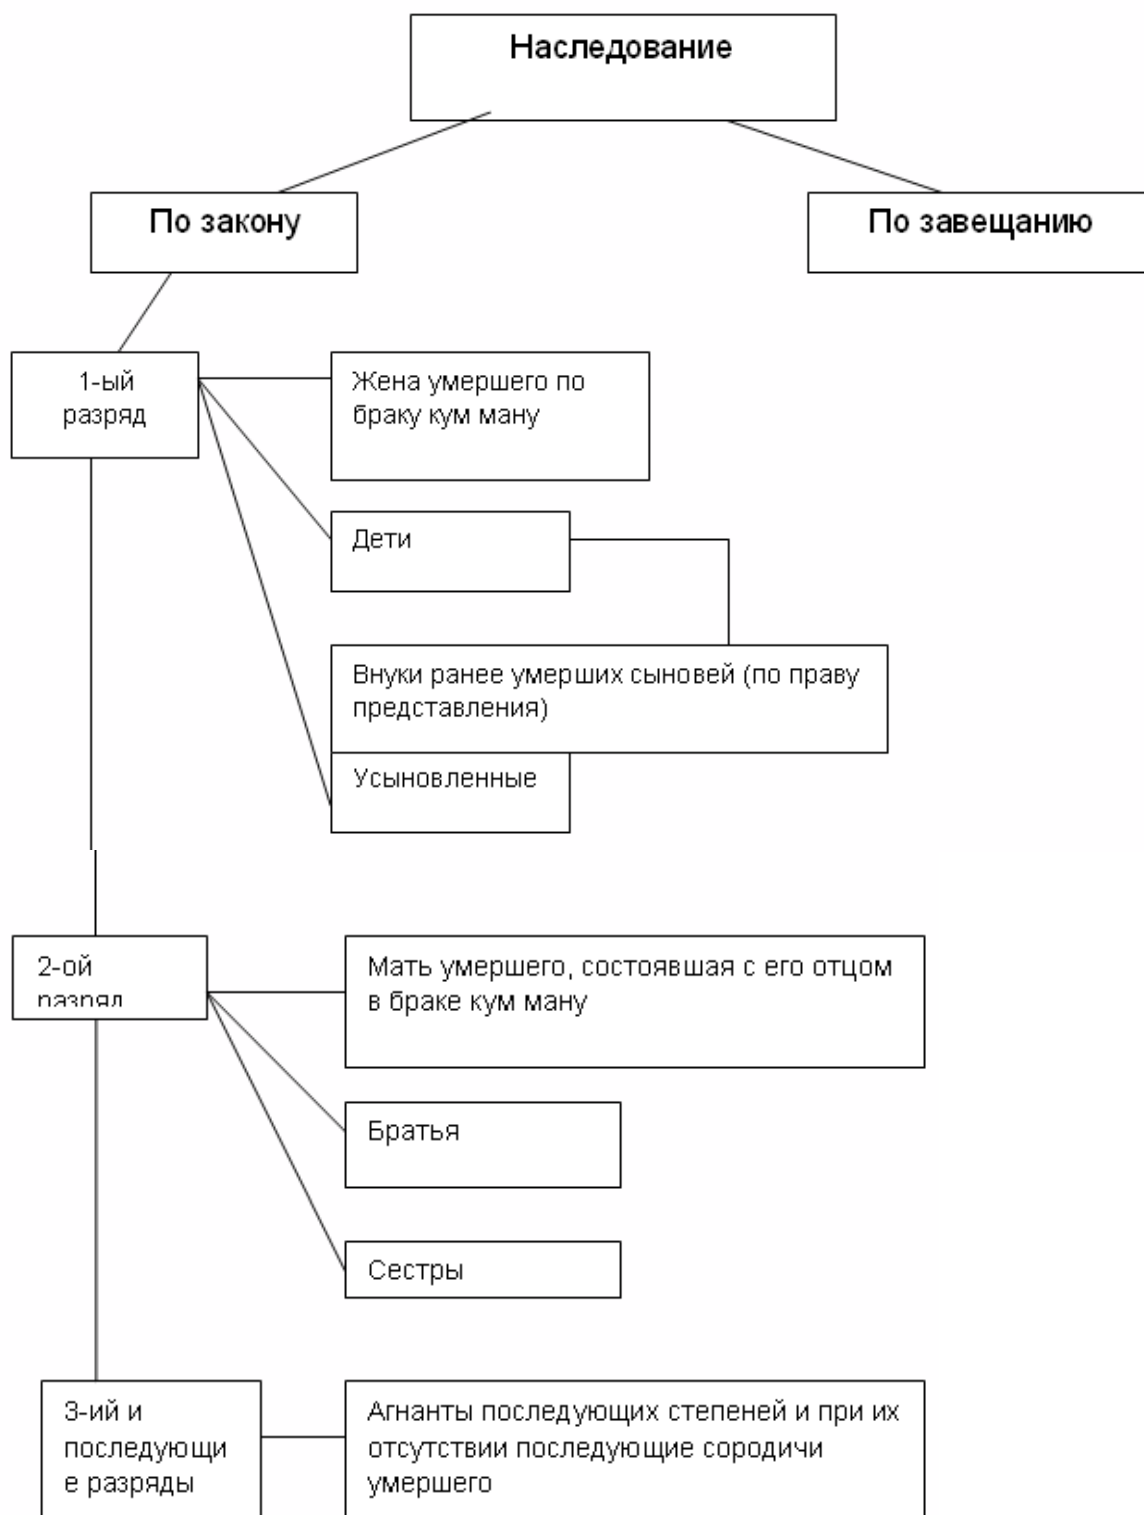 Наследование
По закону
По завещанию
1-ый
разряд
Жена умершего по
браку кум ману
Дети
Внуки ранее умерших сыновей (по праву
представления)
Усыновленные
2-ой
разряд
Мать умершего, состоявшая с его отцом
в браке кум ману
Братья
Сестры
3-ий и
последующи
е разряды
Агнанты последующих степеней и при их
отсутствии последующие сородичи
умершего